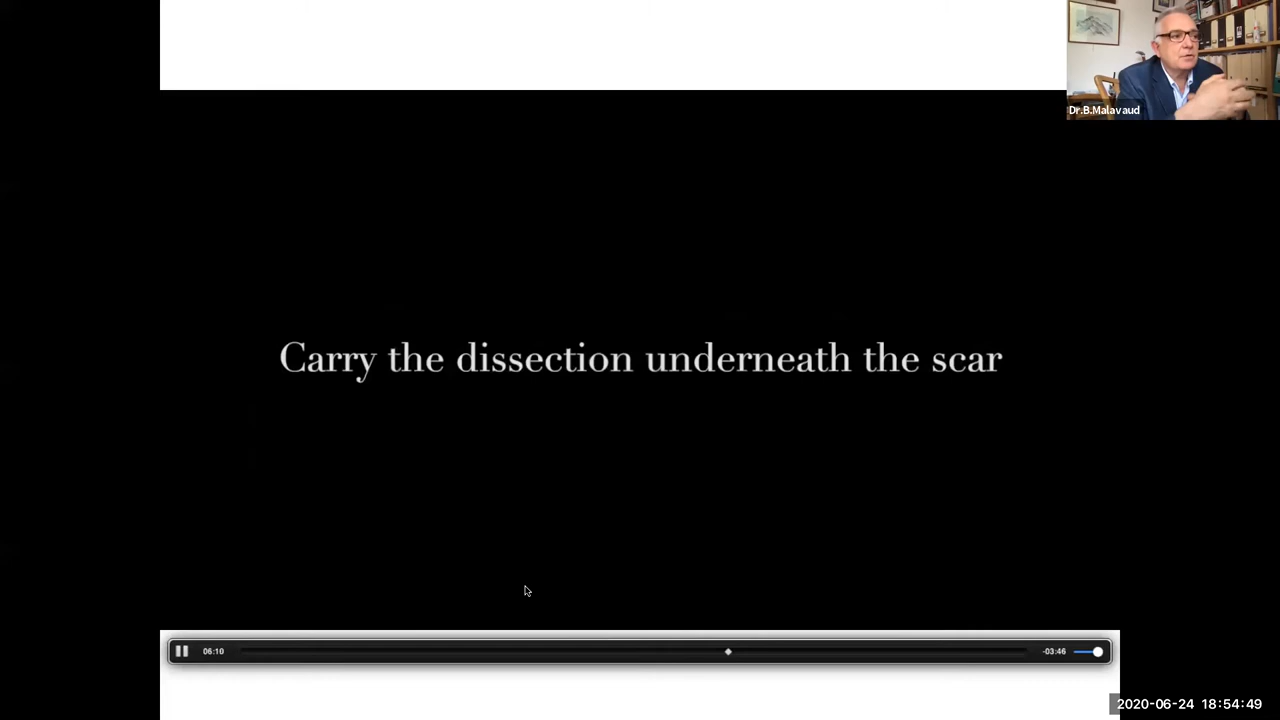 Dr.B.Malavaud
Carry the dissection underneath the scar
06:10
-03:46
2020-06-24 18:54:49